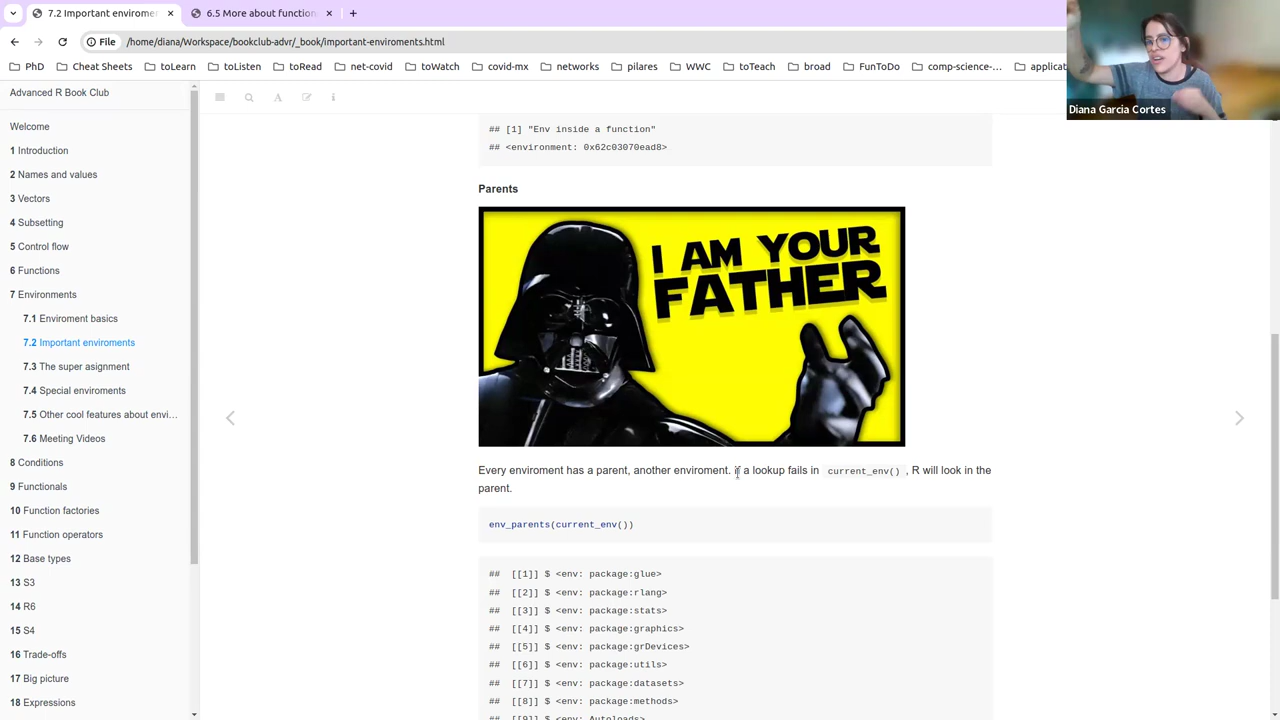 7.2 Important enviromen
6.5 More about function
File
/home/diana/Workspace/bookclub-advr/_book/important-enviroments.html
PhD
Cheat Sheets
toLearn
toListen
toRead
net-covid
toWatch
covid-mx
networks
pilares
WWC
toTeach
broad
FunToDo
comp-science-…
applicat
Diana Garcia Cortes
Advanced R Book Club
Welcome
1 Introduction
2 Names and values
3 Vectors
4 Subsetting
5 Control flow
6 Functions
7 Environments
7.1 Enviroment basics
7.2 Important enviroments
7.3 The super asignment
7.4 Special enviroments
7.5 Other cool features about envi…
7.6 Meeting Videos
8 Conditions
9 Functionals
10 Function factories
11 Function operators
12 Base types
13 S3
14 R6
15 S4
16 Trade-offs
17 Big picture
18 Expressions
## [1] "Env inside a function"
## <environment: 0x62c03070ead8>
Parents
I AM YOUR
FATHER
Every enviroment has a parent, another enviroment. if a lookup fails in current_env() , R will look in the
parent.
env_parents(current_env())
## [[1]] $ <env: package:glue>
## [[2]] $ <env: package:rlang>
## [[3]] $ <env: package:stats>
## [[4]] $ <env: package:graphics>
## [[5]] $ <env: package:grDevices>
## [[6]] $ <env: package:utils>
## [[7]] $ <env: package:datasets>
## [[8]] $ <env: package:methods>
## [[9]] $ <env: Autoloads>